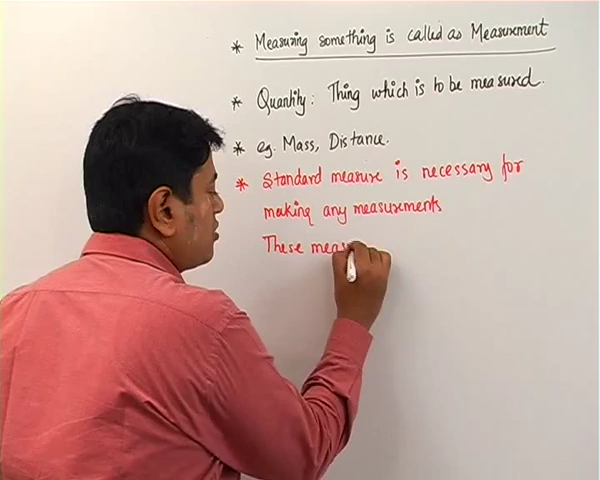 * Measuring something is called as Measurement
* Quantity: Thing which is to be measured.
* eg. Mass, Distance.
* Standard measure is necessary for
making any measurements
These meas